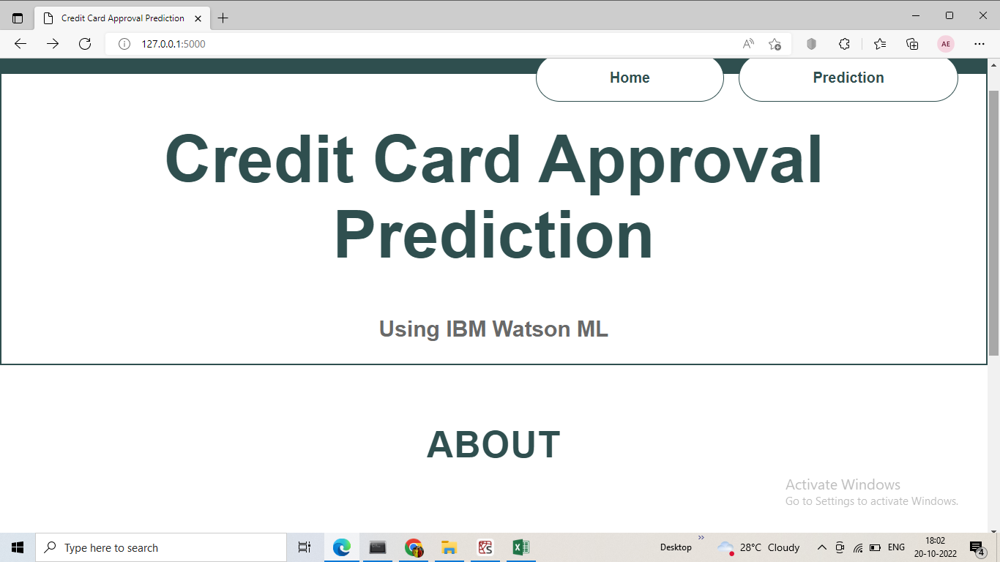 Credit Card Approval Prediction
127.0.0.1:5000
AE
Home
Prediction
Credit Card Approval
Prediction
Using IBM Watson ML
ABOUT
Activate Windows
Go to Settings to activate Windows.
Type here to search
Desktop
28°C Cloudy
ENG
18:02
20-10-2022
4